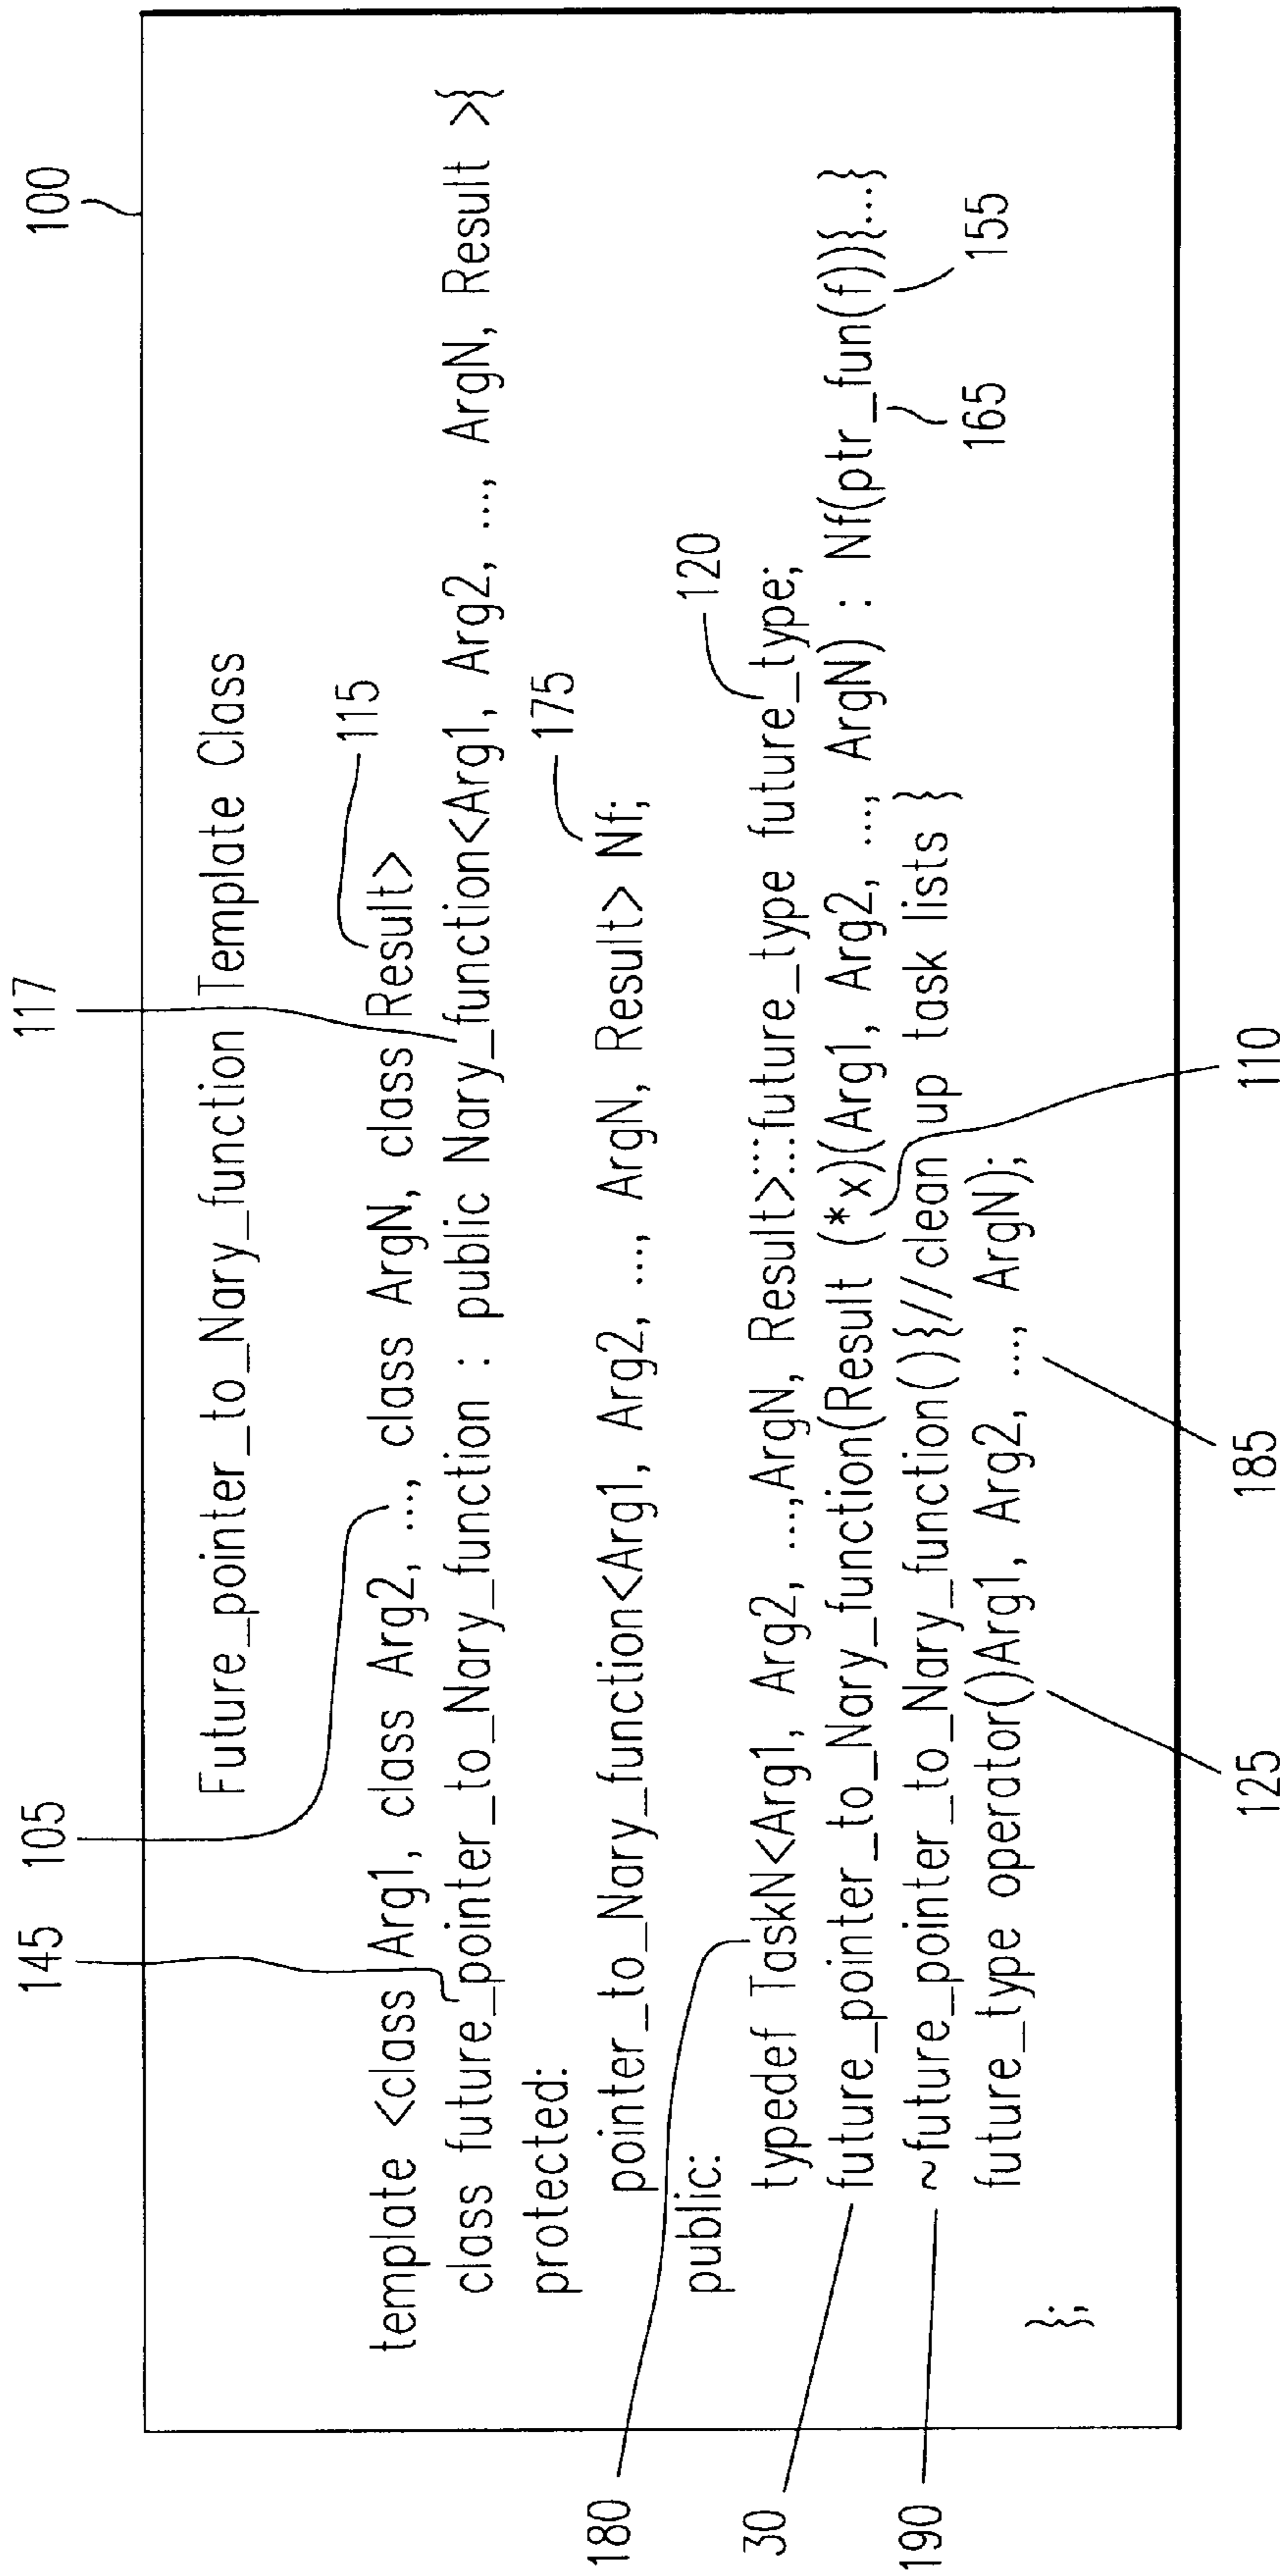 100
117
145
105
Future_pointer_to_Nary_function Template Class
115
template <class Arg1, class Arg2, ..., class ArgN, class Result>
class future_pointer_to_Nary_function : public Nary_function<Arg1, Arg2, ..., ArgN, Result >{
protected:
175
pointer_to_Nary_function<Arg1, Arg2, ..., ArgN, Result> Nf;
public:
120
typedef TaskN<Arg1, Arg2, ...,ArgN, Result>:::future_type future_type;
future_pointer_to_Nary_function(Result (*x)(Arg1, Arg2, ..., ArgN) : Nf(ptr_fun(f)){...}
~future_pointer_to_Nary_function()}//clean up task lists }
future_type operator()Arg1, Arg2, ..., ArgN);
};
180
30
190
165
155
110
185
125